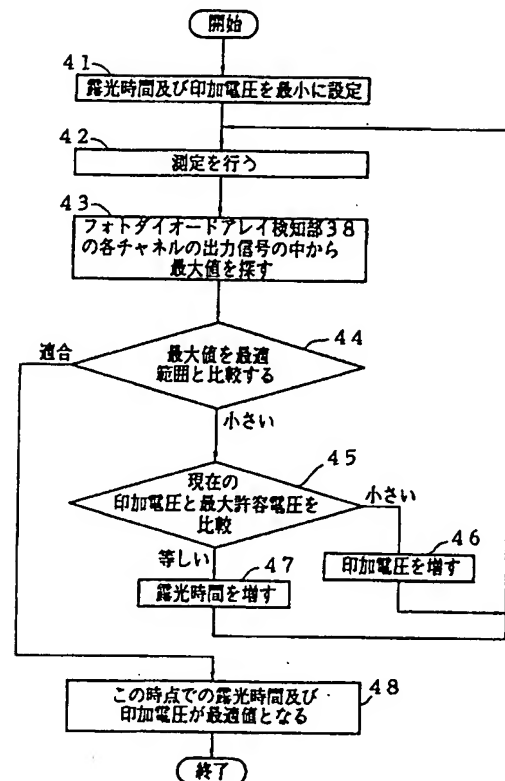 開始
41
露光時間及び印加電圧を最小に設定
42
測定を行う
43
フォトダイオードアレイ検知部38
の各チャネルの出力信号の中から
最大値を探す
44
適合
最大値を最適
範囲と比較する
小さい
45
現在の
印加電圧と最大許容電圧を
比較
小さい
等しい
46
印加電圧を増す
47
露光時間を増す
48
この時点での露光時間及び
印加電圧が最適値となる
終了